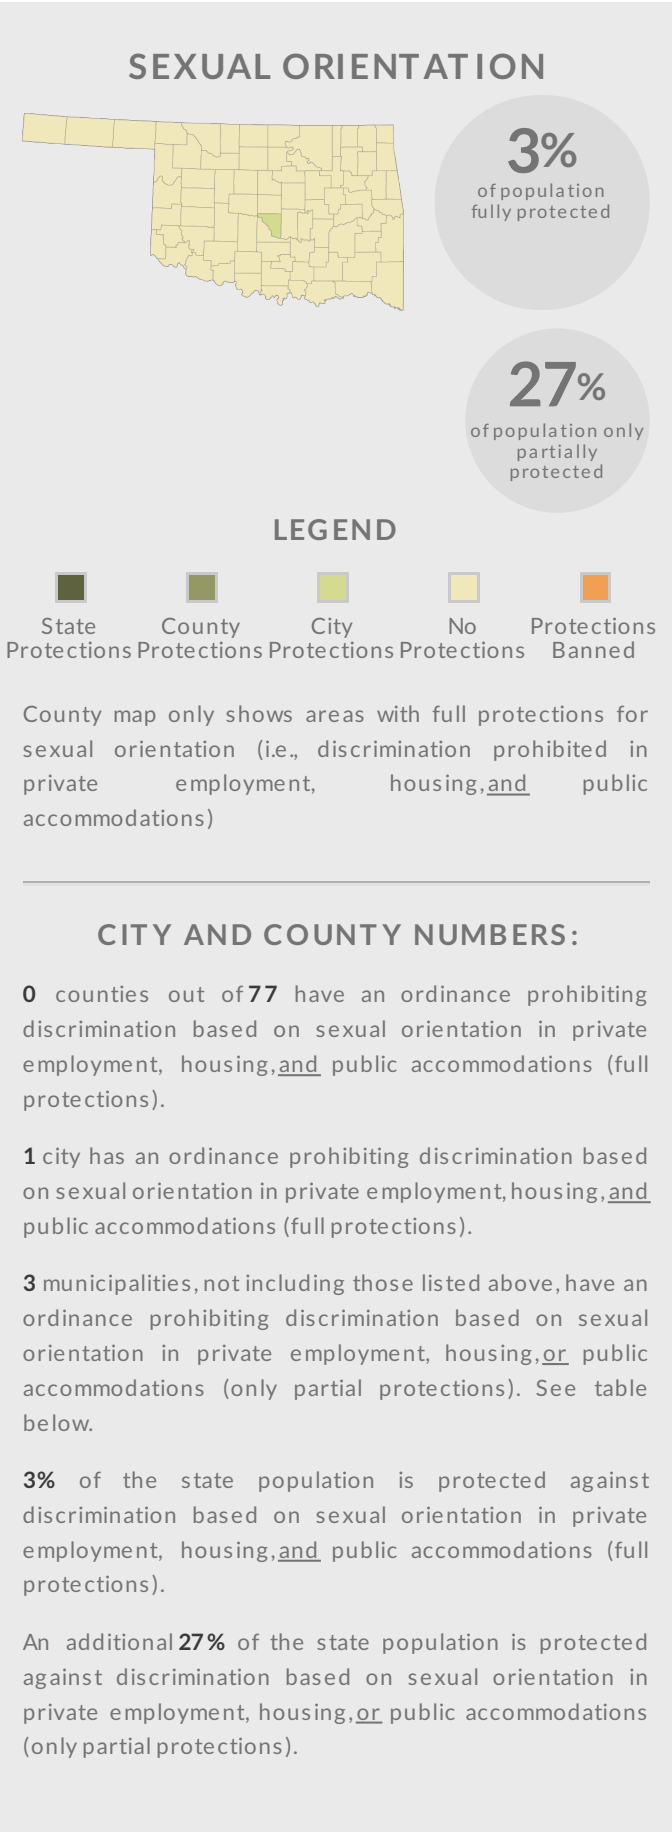 SEXUAL ORIENTATION
3%
of population
fully protected
27%
of population only
partially
protected
LEGEND
State
Protections
County
Protections
City
Protections
No
Protections
Protections
Banned
County map only shows areas with full protections for
sexual orientation (i.e., discrimination prohibited in
private employment, housing, and public
accommodations)
CITY AND COUNTY NUMBERS:
0 counties out of 77 have an ordinance prohibiting
discrimination based on sexual orientation in private
employment, housing, and public accommodations (full
protections).
1 city has an ordinance prohibiting discrimination based
on sexual orientation in private employment, housing, and
public accommodations (full protections).
3 municipalities, not including those listed above, have an
ordinance prohibiting discrimination based on sexual
orientation in private employment, housing, or public
accommodations (only partial protections). See table
below.
3% of the state population is protected against
discrimination based on sexual orientation in private
employment, housing, and public accommodations (full
protections).
An additional 27% of the state population is protected
against discrimination based on sexual orientation in
private employment, housing, or public accommodations
(only partial protections).